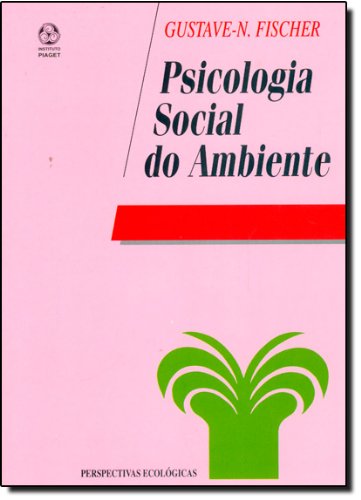 INSTITUTO
PIAGET
GUSTAVE-N. FISCHER
Psicologia
Social
do Ambiente
PERSPECTIVAS ECOLÓGICAS